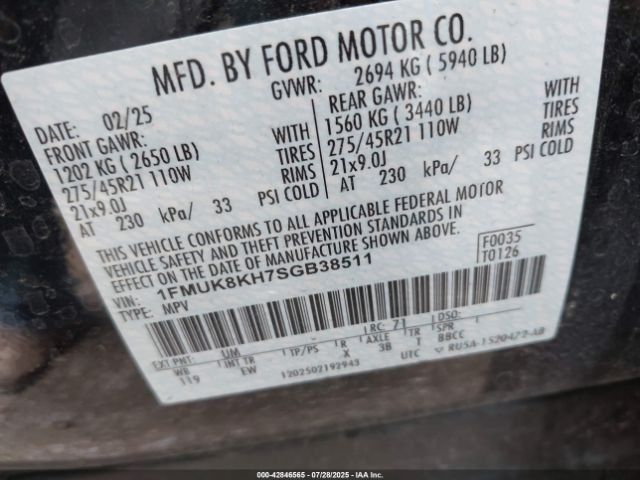 MFD. BY FORD MOTOR CO.
DATE: 02/25 GVWR: 2694 KG ( 5940 LB)
FRONT GAWR: REAR GAWR:
1202 KG ( 2650 LB) WITH 1560 KG ( 3440 LB) WITH
275/45R21 110W TIRES 275/45R21 110W TIRES
21x9.0J RIMS 21x9.0J RIMS
AT 230 kPa/ 33 PSI COLD AT 230 kPa/ 33 PSI COLD
THIS VEHICLE CONFORMS TO ALL APPLICABLE FEDERAL MOTOR
VEHICLE SAFETY AND THEFT PREVENTION STANDARDS IN
EFFECT ON THE DATE OF MANUFACTURE SHOWN ABOVE.
VIN: 1FMUK8KH7SGB38511 F0035
TYPE: MPV T0126
EXT PNT: UM RC: 71 DSO:
WB INT TR TP/PS R AXLE TR SPR
119 EW X 3B T BBCC
1202502192943 UTC ▽ RU5A-1520472-AB
000-42846565 - 07/28/2025 - IAA, Inc.